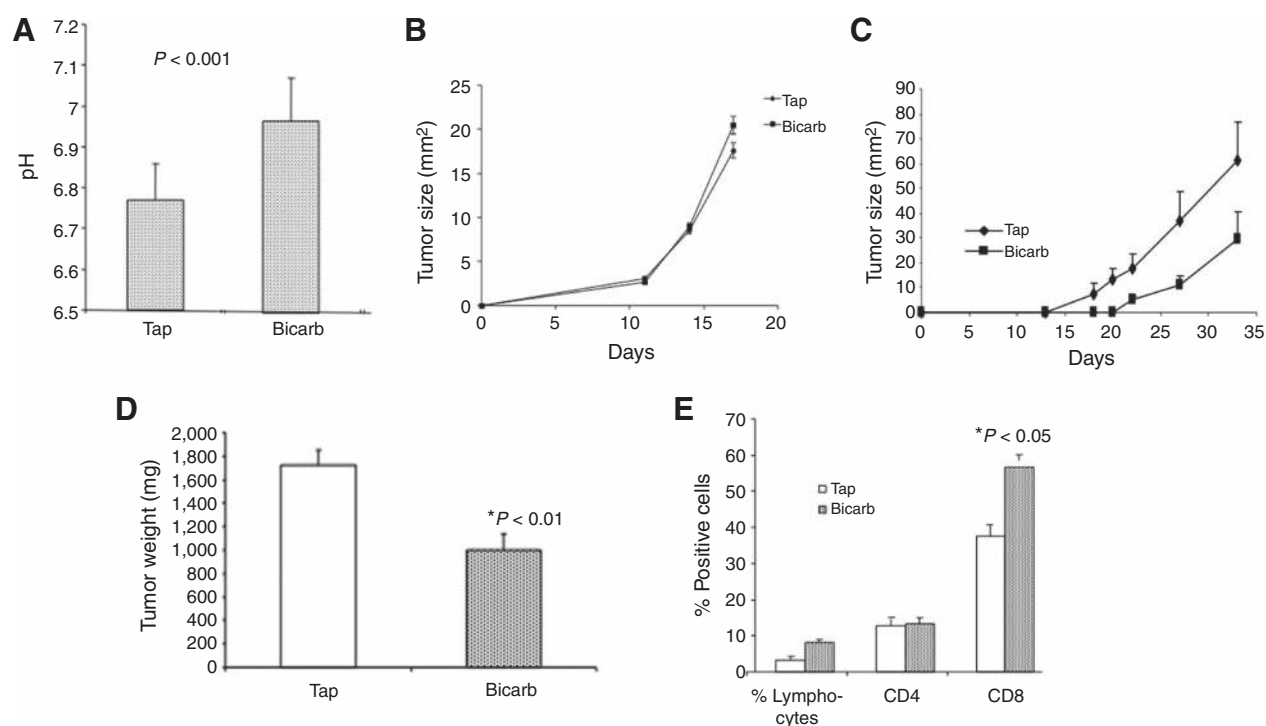 A
7.2
7.1
7
6.9
6.8
6.7
6.6
6.5
pH
P < 0.001
Tap
Bicarb
B
25
20
15
10
5
0
Tumor size (mm²)
Tap
Bicarb
0 5 10 15 20
Days
C
90
80
70
60
50
40
30
20
10
0
Tumor size (mm²)
Tap
Bicarb
0 5 10 15 20 25 30 35
Days
D
2,000
1,800
1,600
1,400
1,200
1,000
800
600
400
200
0
Tumor weight (mg)
*P < 0.01
Tap
Bicarb
E
70
60
50
40
30
20
10
0
% Positive cells
*P < 0.05
Tap
Bicarb
% Lympho-
cytes
CD4
CD8